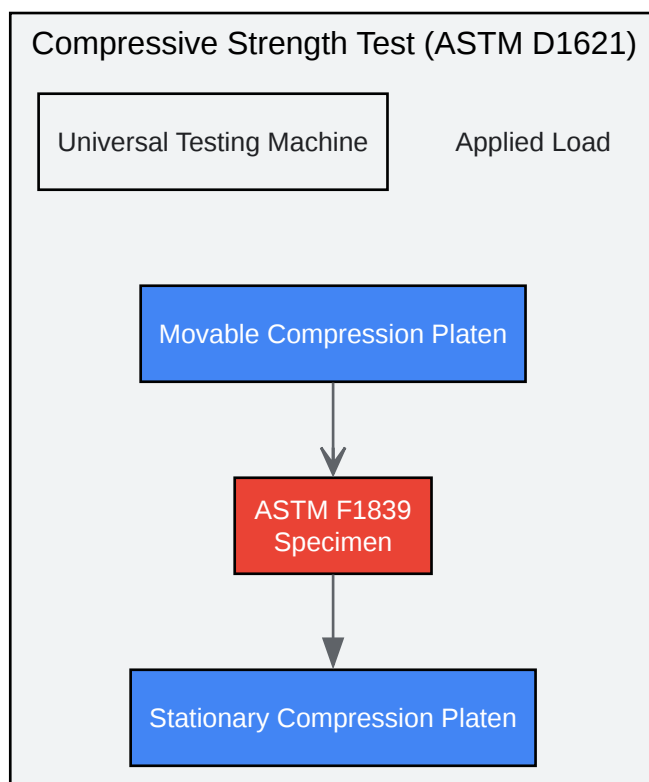 Compressive Strength Test (ASTM D1621)
Universal Testing Machine
Applied Load
Movable Compression Platen
ASTM F1839
Specimen
Stationary Compression Platen